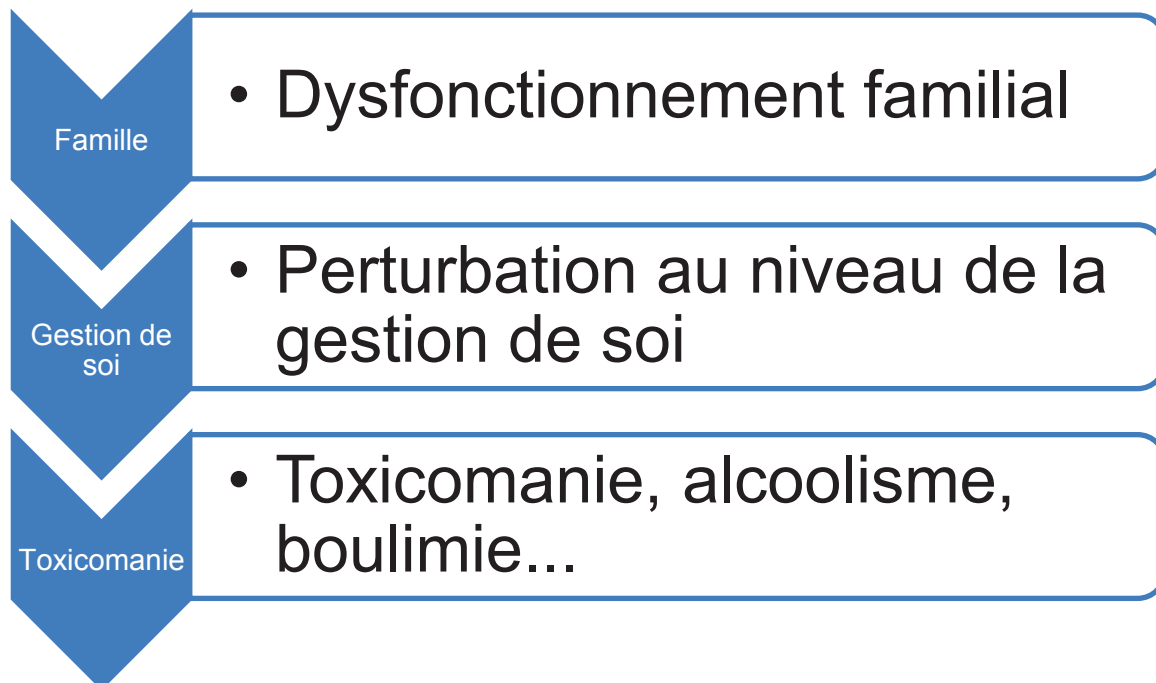 Famille
• Dysfonctionnement familial
Gestion de
soi
• Perturbation au niveau de la
gestion de soi
Toxicomanie
• Toxicomanie, alcoolisme,
boulimie...